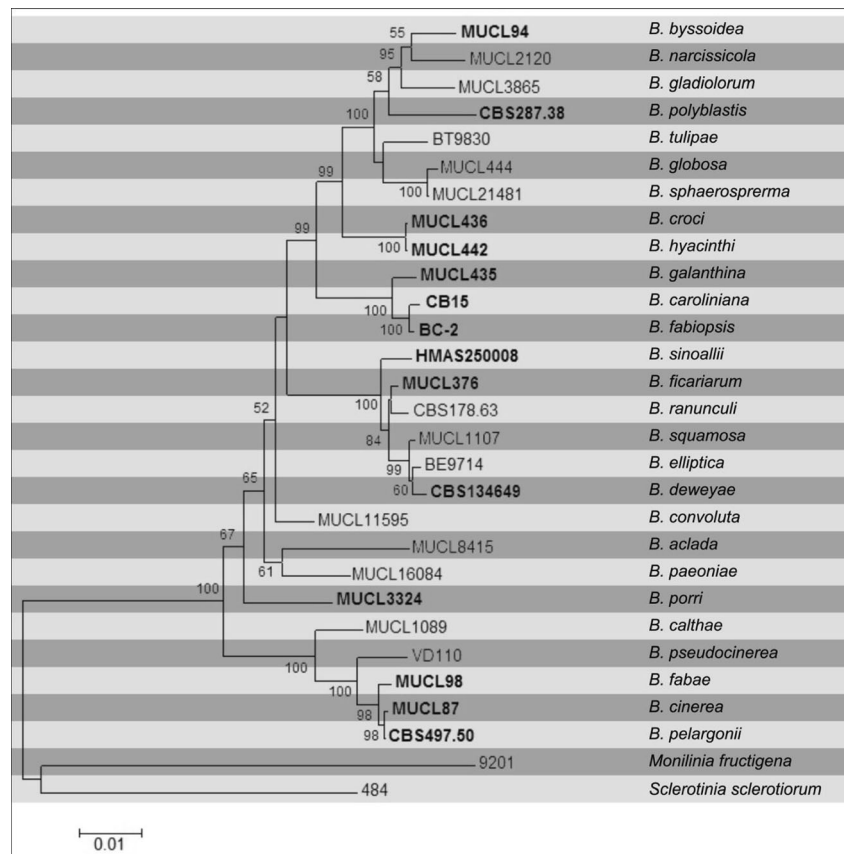 55 MUCL94 B. byssoidea
95 MUCL2120 B. narcissicola
58 MUCL3865 B. gladiolorum
100 CBS287.38 B. polyblastis
BT9830 B. tulipae
99 MUCL444 B. globosa
100 MUCL21481 B. sphaerosprerma
99 MUCL436 B. croci
100 MUCL442 B. hyacinthi
MUCL435 B. galanthina
100 CB15 B. caroliniana
100 BC-2 B. fabiopsis
HMAS250008 B. sinoallii
100 MUCL376 B. ficariarum
52 CBS178.63 B. ranunculi
84 MUCL1107 B. squamosa
99 BE9714 B. elliptica
65 60 CBS134649 B. deweyae
MUCL11595 B. convoluta
67 MUCL8415 B. aclada
61 MUCL16084 B. paeoniae
100 MUCL3324 B. porri
MUCL1089 B. calthae
100 VD110 B. pseudocinerea
100 MUCL98 B. fabae
98 MUCL87 B. cinerea
98 CBS497.50 B. pelargonii
9201 Monilinia fructigena
484 Sclerotinia sclerotiorum
0.01